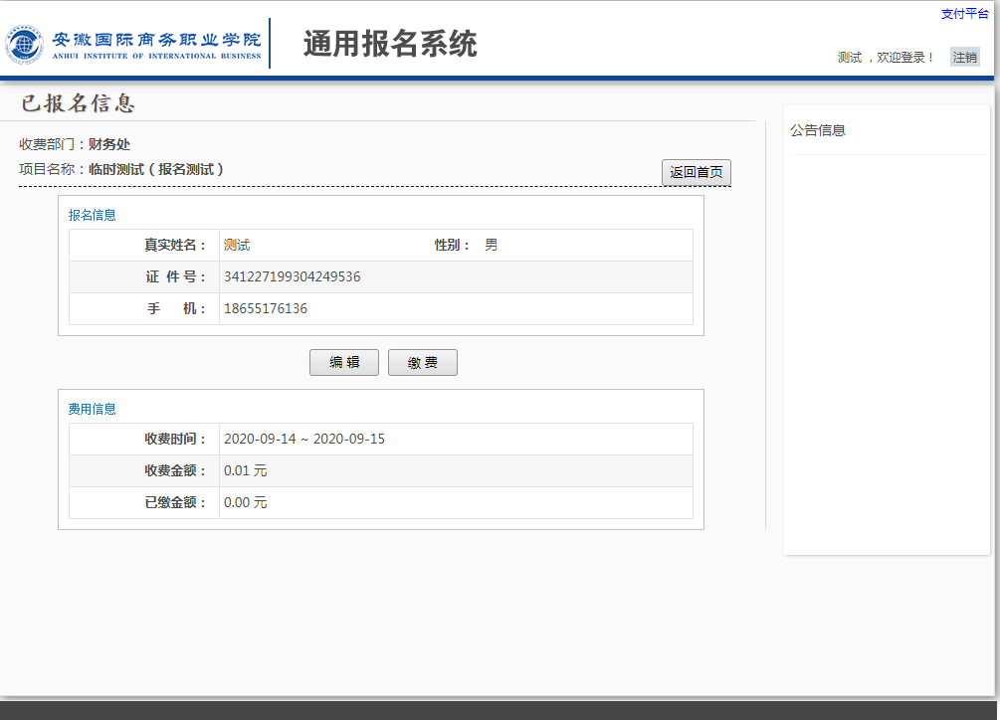 支付平台
安徽国际商务职业学院
ANHUI INSTITUTE OF INTERNATIONAL BUSINESS
通用报名系统
测试 ，欢迎登录！ 注销
已报名信息
收费部门：财务处
项目名称：临时测试（报名测试）
返回首页
报名信息
真实姓名： 测试 性别： 男
证 件 号： 341227199304249536
手 机： 18655176136
编 辑 缴 费
费用信息
收费时间： 2020-09-14 ~ 2020-09-15
收费金额： 0.01 元
已缴金额： 0.00 元
公告信息